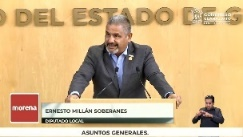 DEL ESTADO DE
morena
ERNESTO MILLÁN SOBERANES
DIPUTADO LOCAL
ASUNTOS GENERALES.